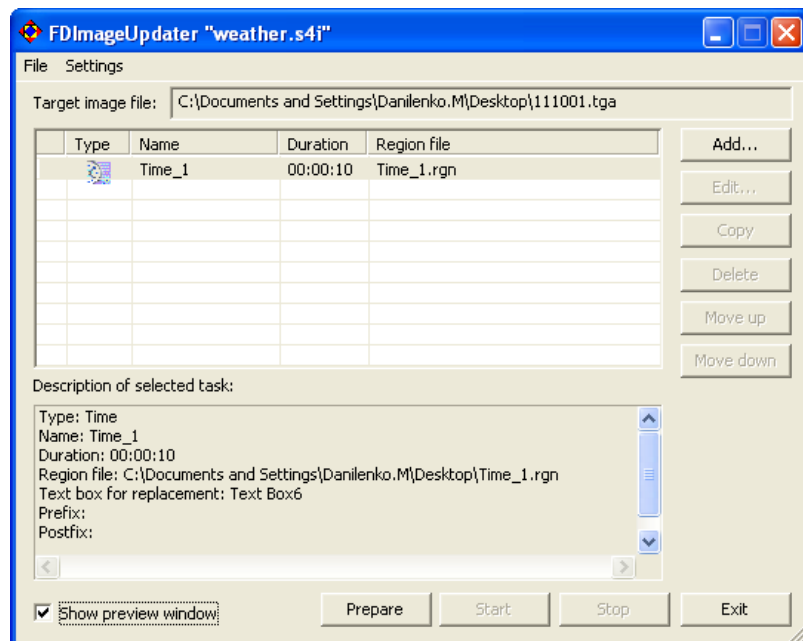 FDImageUpdater "weather.s4i"
File Settings
Target image file: C:\Documents and Settings\Danilenko.M\Desktop\111001.tga
Type Name Duration Region file
Time_1 00:00:10 Time_1.rgn
Add...
Edit...
Copy
Delete
Move up
Move down
Description of selected task:
Type: Time
Name: Time_1
Duration: 00:00:10
Region file: C:\Documents and Settings\Danilenko.M\Desktop\Time_1.rgn
Text box for replacement: Text Box6
Prefix:
Postfix:
Show preview window Prepare Start Stop Exit